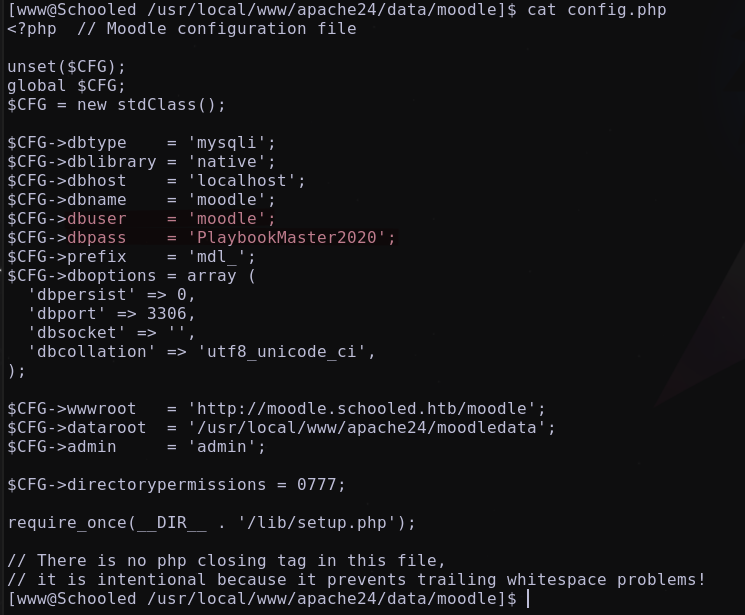 [www@Schooled /usr/local/www/apache24/data/moodle]$ cat config.php
<?php  // Moodle configuration file

unset($CFG);
global $CFG;
$CFG = new stdClass();

$CFG->dbtype    = 'mysqli';
$CFG->dblibrary = 'native';
$CFG->dbhost    = 'localhost';
$CFG->dbname    = 'moodle';
$CFG->dbuser    = 'moodle';
$CFG->dbpass    = 'PlaybookMaster2020';
$CFG->prefix    = 'mdl_';
$CFG->dboptions = array (
  'dbpersist' => 0,
  'dbport' => 3306,
  'dbsocket' => '',
  'dbcollation' => 'utf8_unicode_ci',
);

$CFG->wwwroot   = 'http://moodle.schooled.htb/moodle';
$CFG->dataroot  = '/usr/local/www/apache24/moodledata';
$CFG->admin     = 'admin';

$CFG->directorypermissions = 0777;

require_once(__DIR__ . '/lib/setup.php');

// There is no php closing tag in this file,
// it is intentional because it prevents trailing whitespace problems!
[www@Schooled /usr/local/www/apache24/data/moodle]$